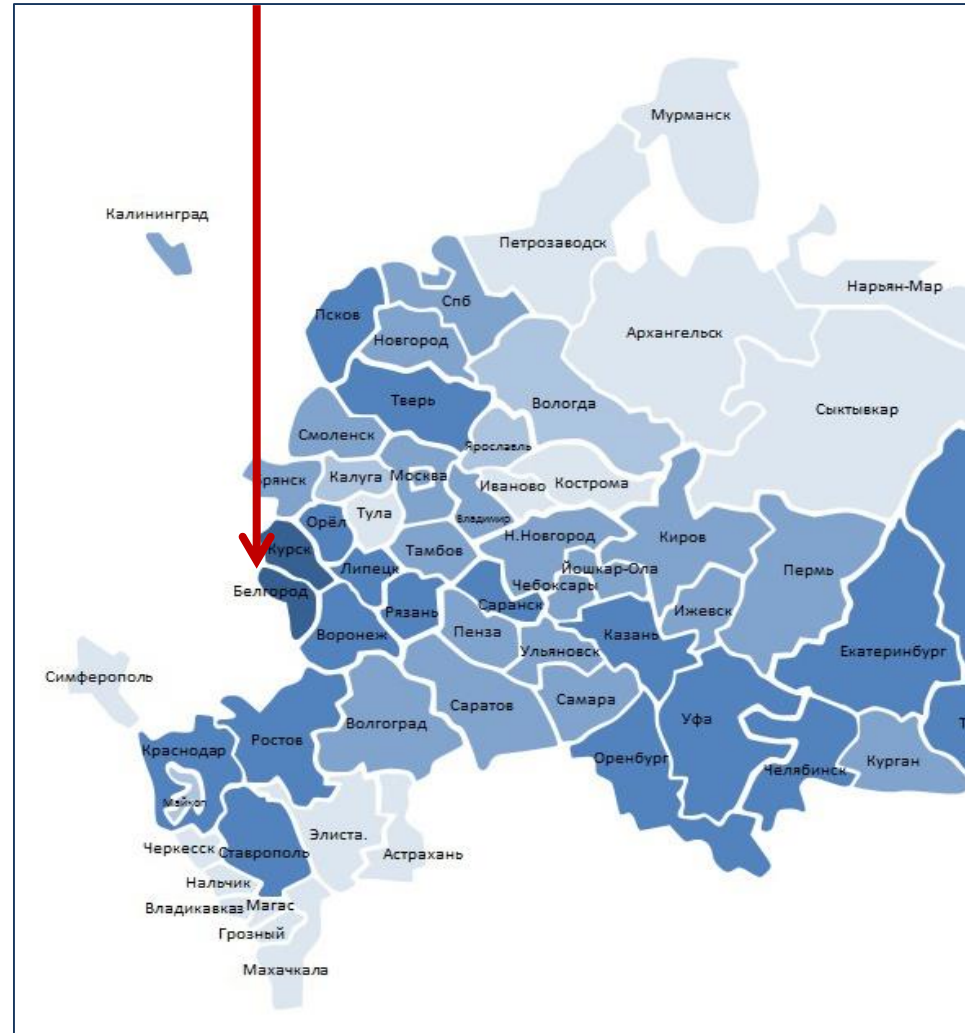 Мурманск
Калининград
Петрозаводск
Нарьян-Мар
Спб
Псков
Архангельск
Новгород
Тверь
Вологда
Сыктывкар
Смоленск
Ярославль
Калуга
Москва
Брянск
Иваново
Кострома
Тула
Орёл
Владимир
Н.Новгород
Киров
Курск
Тамбов
Липецк
Йошкар-Ола
Пермь
Чебоксары
Белгород
Рязань
Саранск
Ижевск
Воронеж
Пенза
Казань
Ульяновск
Екатеринбург
Симферополь
Саратов
Самара
Волгоград
Уфа
Ростов
Т
Краснодар
Оренбург
Челябинск
Курган
Майкоп
Элиста.
Черкесск
Ставрополь
Астрахань
Нальчик
Владикавказ
Магас
Грозный
Махачкала